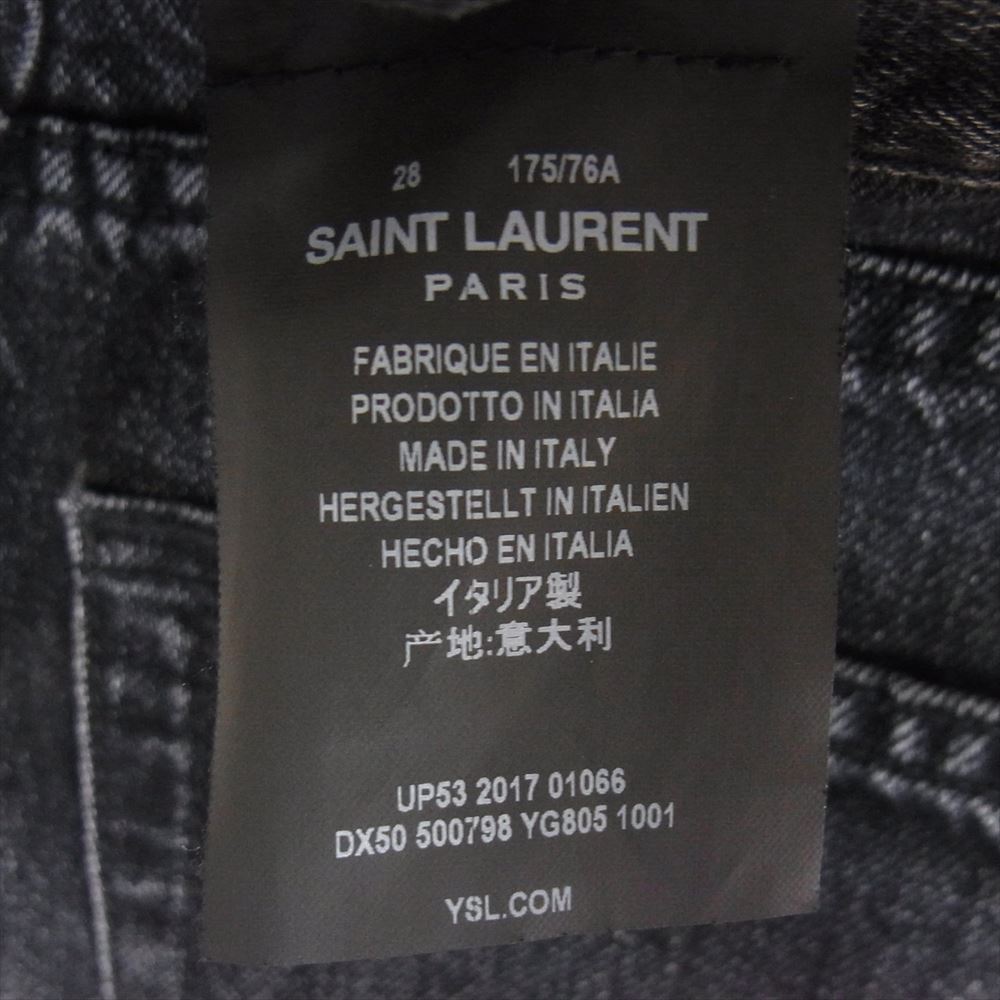 28 175/76A
SAINT LAURENT
PARIS
FABRIQUE EN ITALIE
PRODOTTO IN ITALIA
MADE IN ITALY
HERGESTELLT IN ITALIEN
HECHO EN ITALIA
イタリア製
产地:意大利
UP53 2017 01066
DX50 500798 YG805 1001
YSL.COM